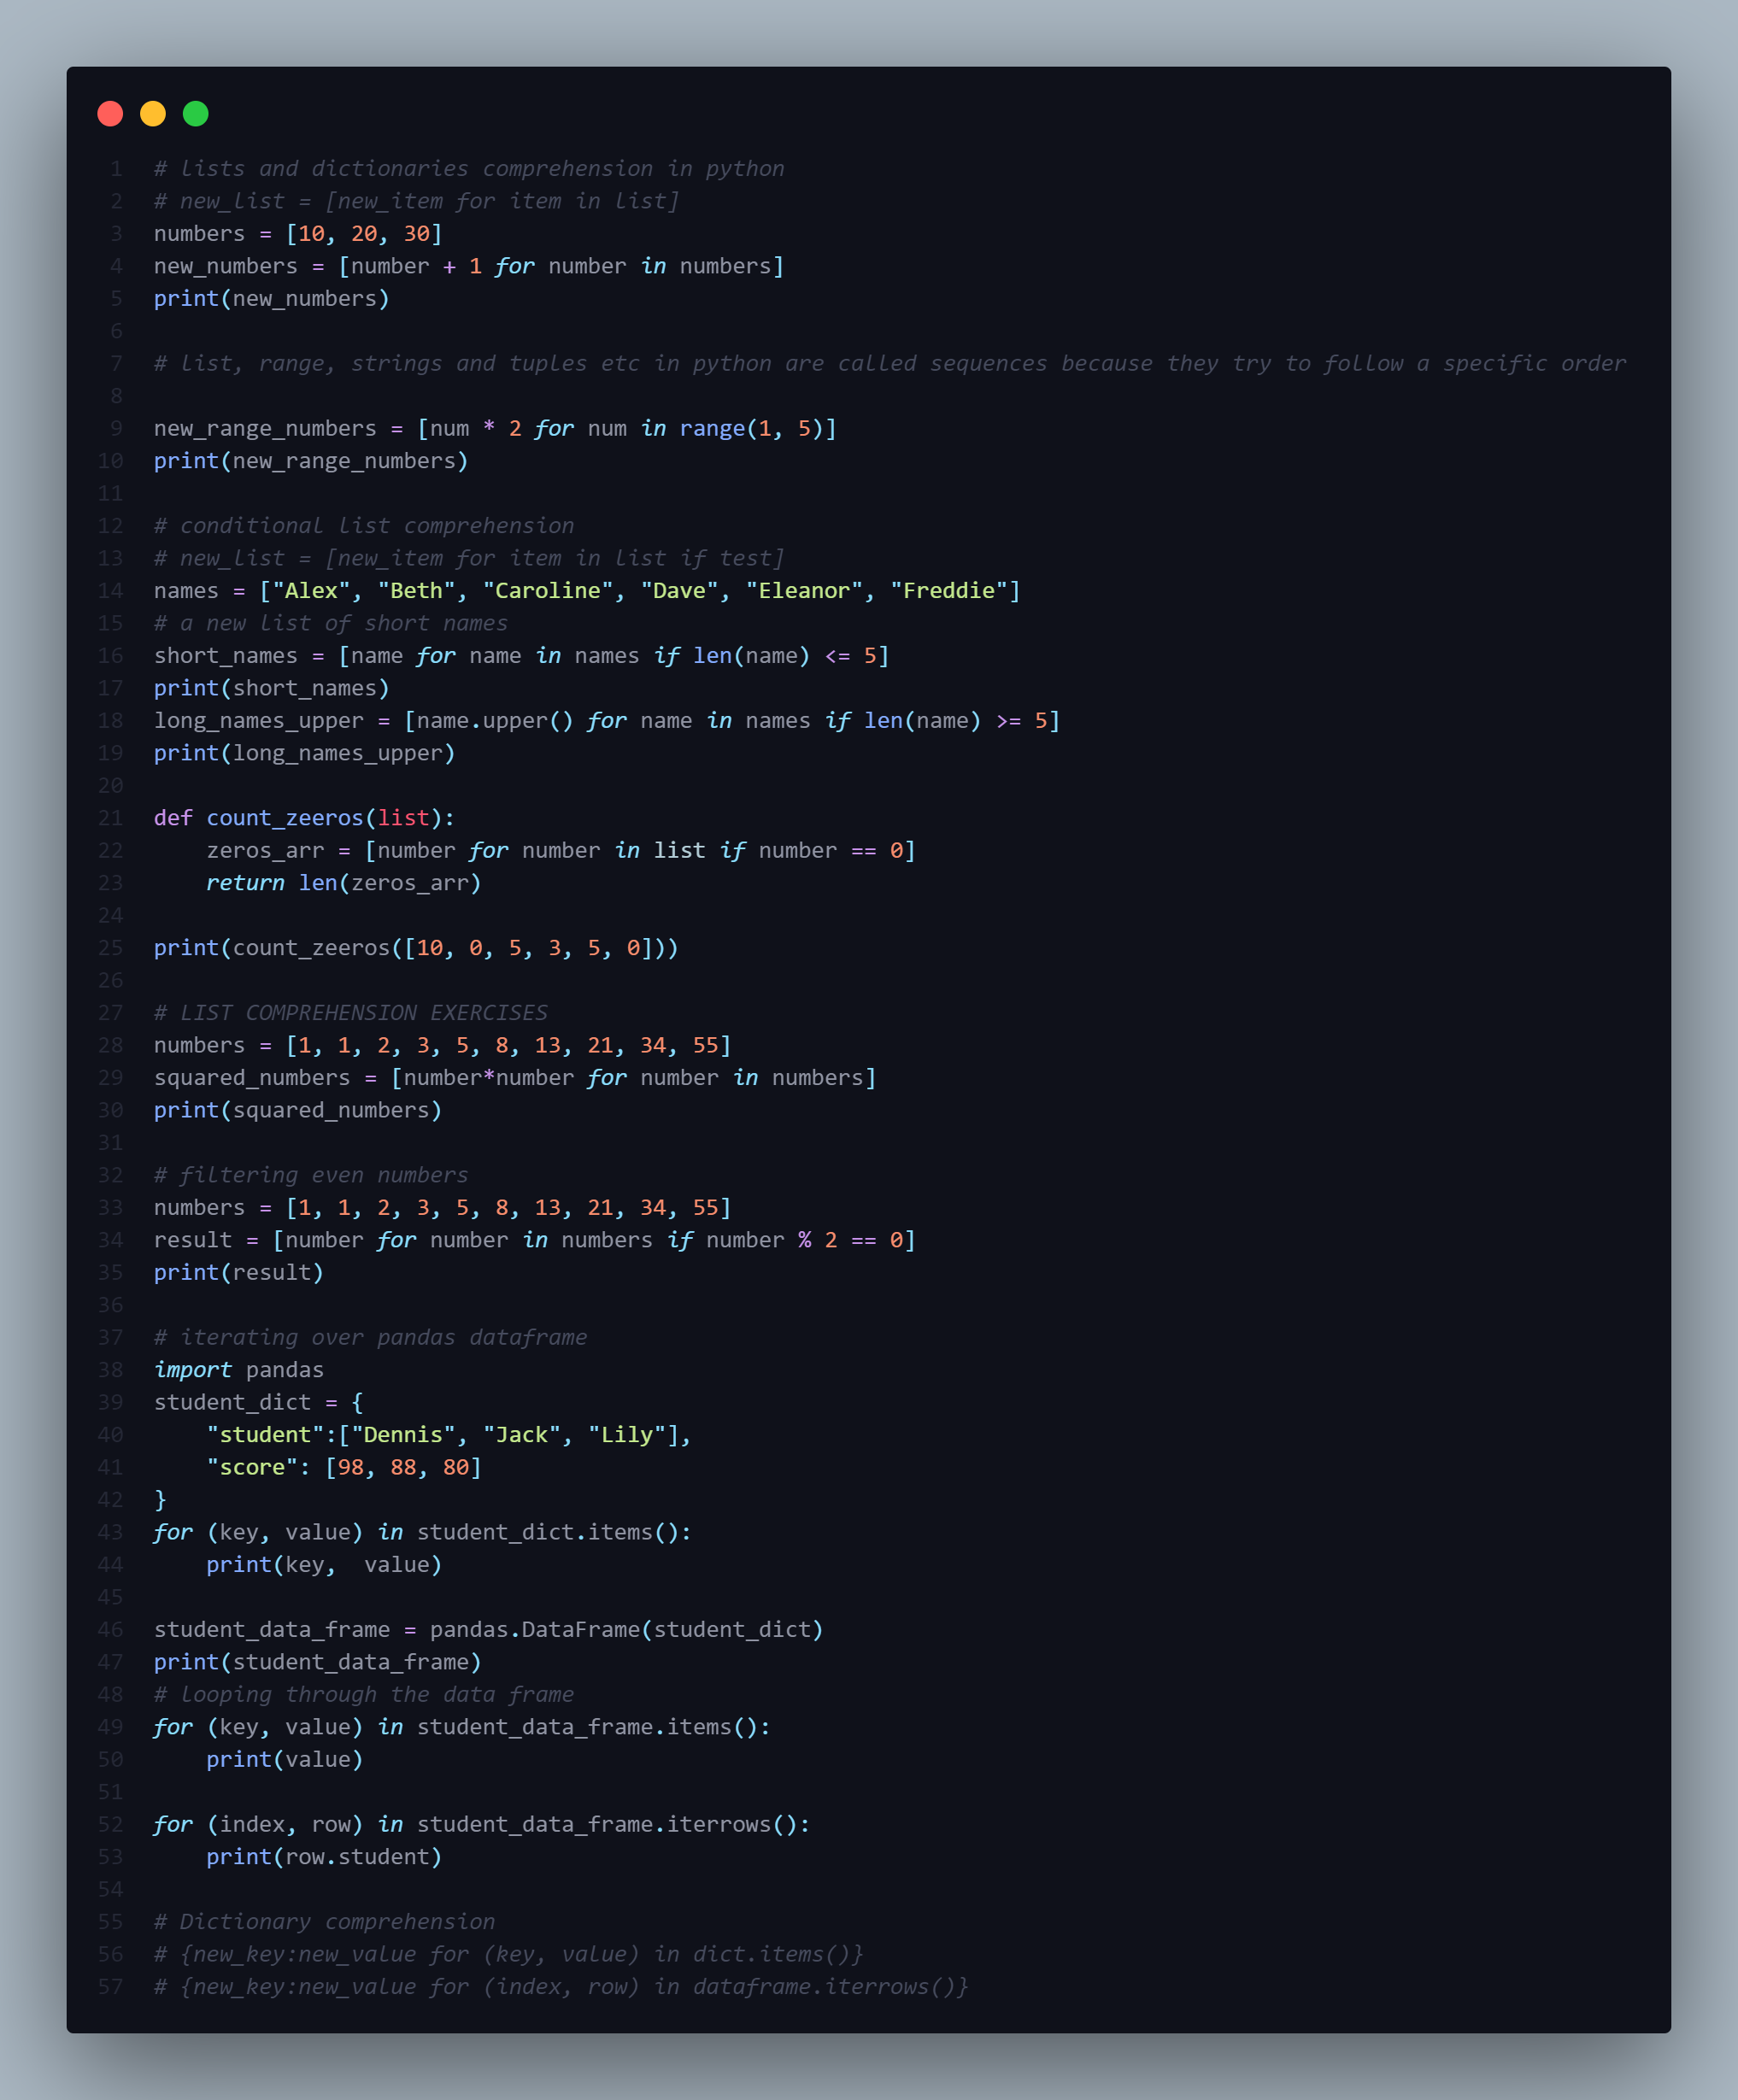 1 # lists and dictionaries comprehension in python
2 # new_list = [new_item for item in list]
3 numbers = [10, 20, 30]
4 new_numbers = [number + 1 for number in numbers]
5 print(new_numbers)
6
7 # list, range, strings and tuples etc in python are called sequences because they try to follow a specific order
8
9 new_range_numbers = [num * 2 for num in range(1, 5)]
10 print(new_range_numbers)
11
12 # conditional list comprehension
13 # new_list = [new_item for item in list if test]
14 names = ["Alex", "Beth", "Caroline", "Dave", "Eleanor", "Freddie"]
15 # a new list of short names
16 short_names = [name for name in names if len(name) <= 5]
17 print(short_names)
18 long_names_upper = [name.upper() for name in names if len(name) >= 5]
19 print(long_names_upper)
20
21 def count_zeeros(list):
22     zeros_arr = [number for number in list if number == 0]
23     return len(zeros_arr)
24
25 print(count_zeeros([10, 0, 5, 3, 5, 0]))
26
27 # LIST COMPREHENSION EXERCISES
28 numbers = [1, 1, 2, 3, 5, 8, 13, 21, 34, 55]
29 squared_numbers = [number*number for number in numbers]
30 print(squared_numbers)
31
32 # filtering even numbers
33 numbers = [1, 1, 2, 3, 5, 8, 13, 21, 34, 55]
34 result = [number for number in numbers if number % 2 == 0]
35 print(result)
36
37 # iterating over pandas dataframe
38 import pandas
39 student_dict = {
40     "student":["Dennis", "Jack", "Lily"],
41     "score": [98, 88, 80]
42 }
43 for (key, value) in student_dict.items():
44     print(key,  value)
45
46 student_data_frame = pandas.DataFrame(student_dict)
47 print(student_data_frame)
48 # looping through the data frame
49 for (key, value) in student_data_frame.items():
50     print(value)
51
52 for (index, row) in student_data_frame.iterrows():
53     print(row.student)
54
55 # Dictionary comprehension
56 # {new_key:new_value for (key, value) in dict.items()}
57 # {new_key:new_value for (index, row) in dataframe.iterrows()}